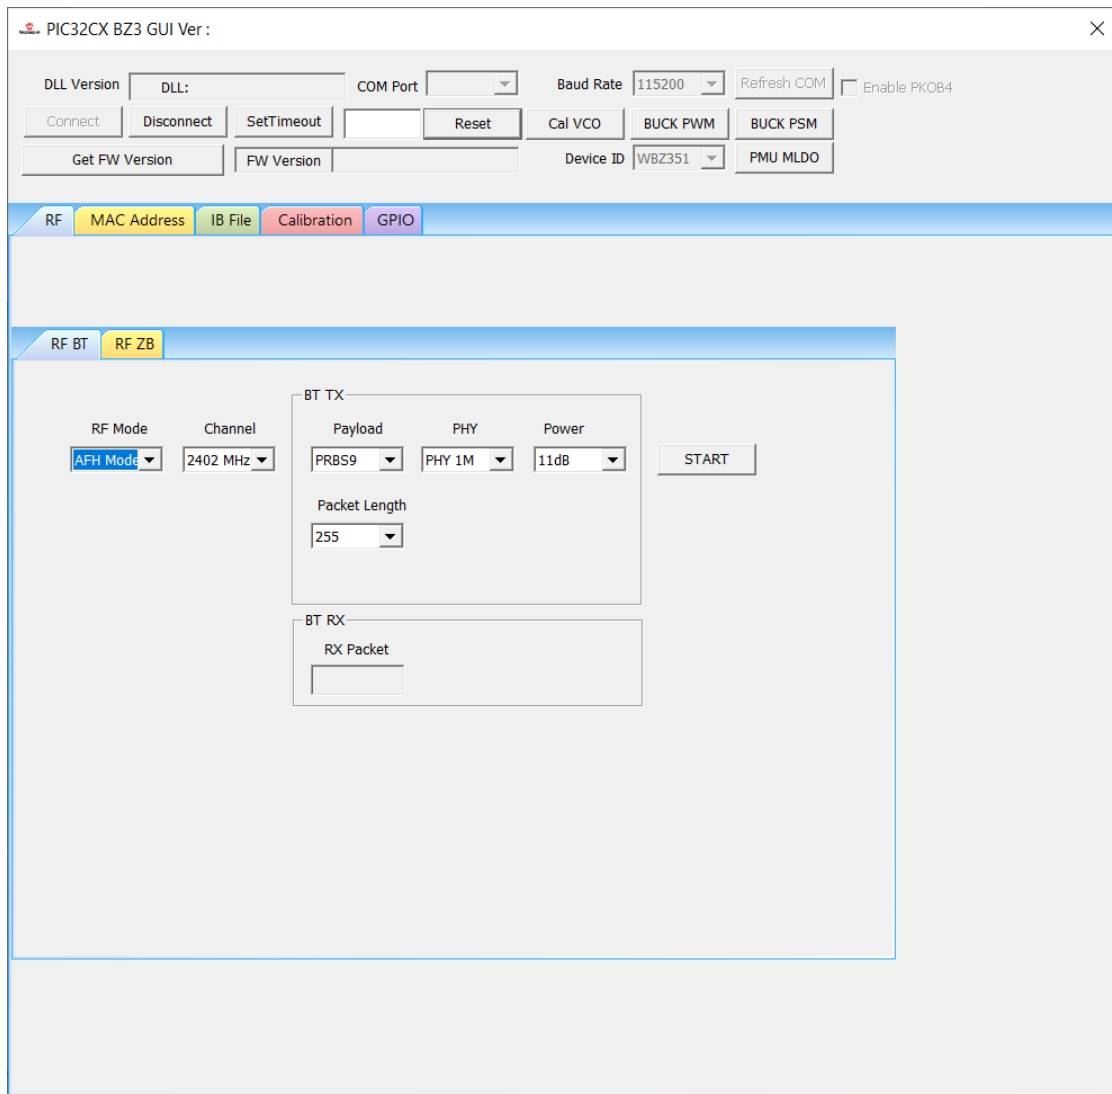 PIC32CX BZ3 GUI Ver :
DLL Version DLL: COM Port Baud Rate 115200 Refresh COM Enable PKOB4
Connect Disconnect SetTimeout Reset Cal VCO BUCK PWM BUCK PSM
Get FW Version FW Version Device ID WBZ351 PMU MLDO
RF MAC Address IB File Calibration GPIO
RF BT RF ZB
BT TX
RF Mode Channel Payload PHY Power
AFH Mode 2402 MHz PRBS9 PHY 1M 11dB START
Packet Length
255
BT RX
RX Packet